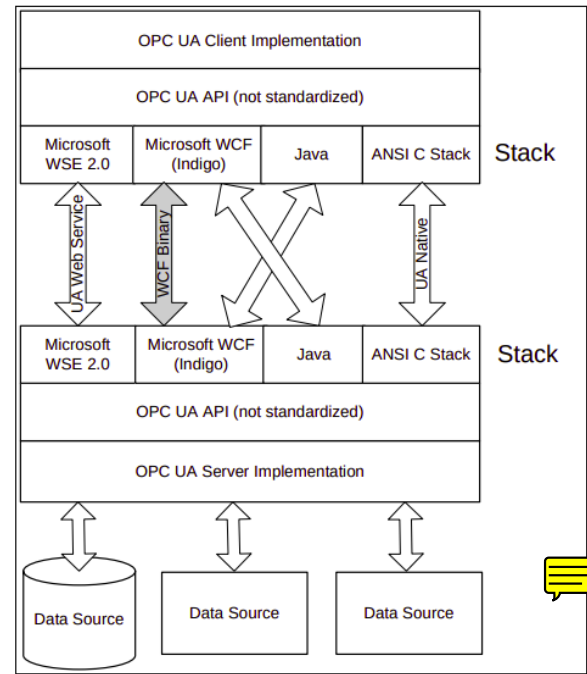 OPC UA Client Implementation
OPC UA API (not standardized)
Microsoft
WSE 2.0
Microsoft WCF
(Indigo)
Java
ANSI C Stack
Stack
UA Web Service
WCF Binary
UA Native
Microsoft
WSE 2.0
Microsoft WCF
(Indigo)
Java
ANSI C Stack
Stack
OPC UA API (not standardized)
OPC UA Server Implementation
Data Source
Data Source
Data Source